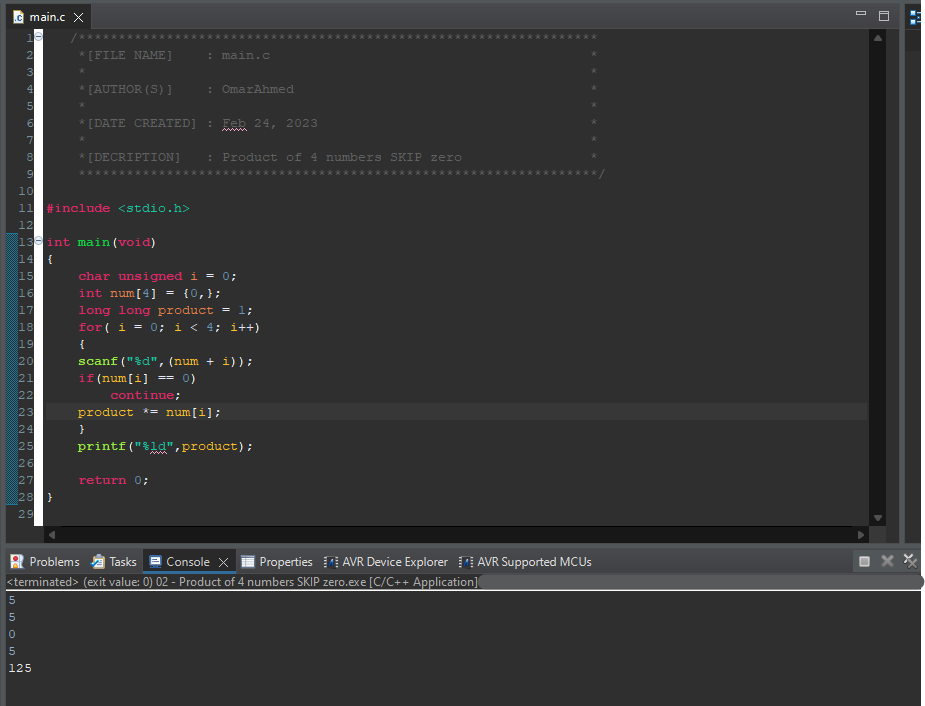 main.c
1 /*****************************************************************
2 *[FILE NAME] : main.c *
3 * *
4 *[AUTHOR(S)] : OmarAhmed *
5 * *
6 *[DATE CREATED] : Feb 24, 2023 *
7 * *
8 *[DECRIPTION] : Product of 4 numbers SKIP zero *
9 *****************************************************************/
10
11 #include <stdio.h>
12
13 int main(void)
14 {
15 char unsigned i = 0;
16 int num[4] = {0,};
17 long long product = 1;
18 for( i = 0; i < 4; i++)
19 {
20 scanf("%d",(num + i));
21 if(num[i] == 0)
22 continue;
23 product *= num[i];
24 }
25 printf("%ld",product);
26
27 return 0;
28 }
29
Problems Tasks Console Properties AVR Device Explorer AVR Supported MCUs
<terminated> (exit value: 0) 02 - Product of 4 numbers SKIP zero.exe [C/C++ Application]
5
5
0
5
125